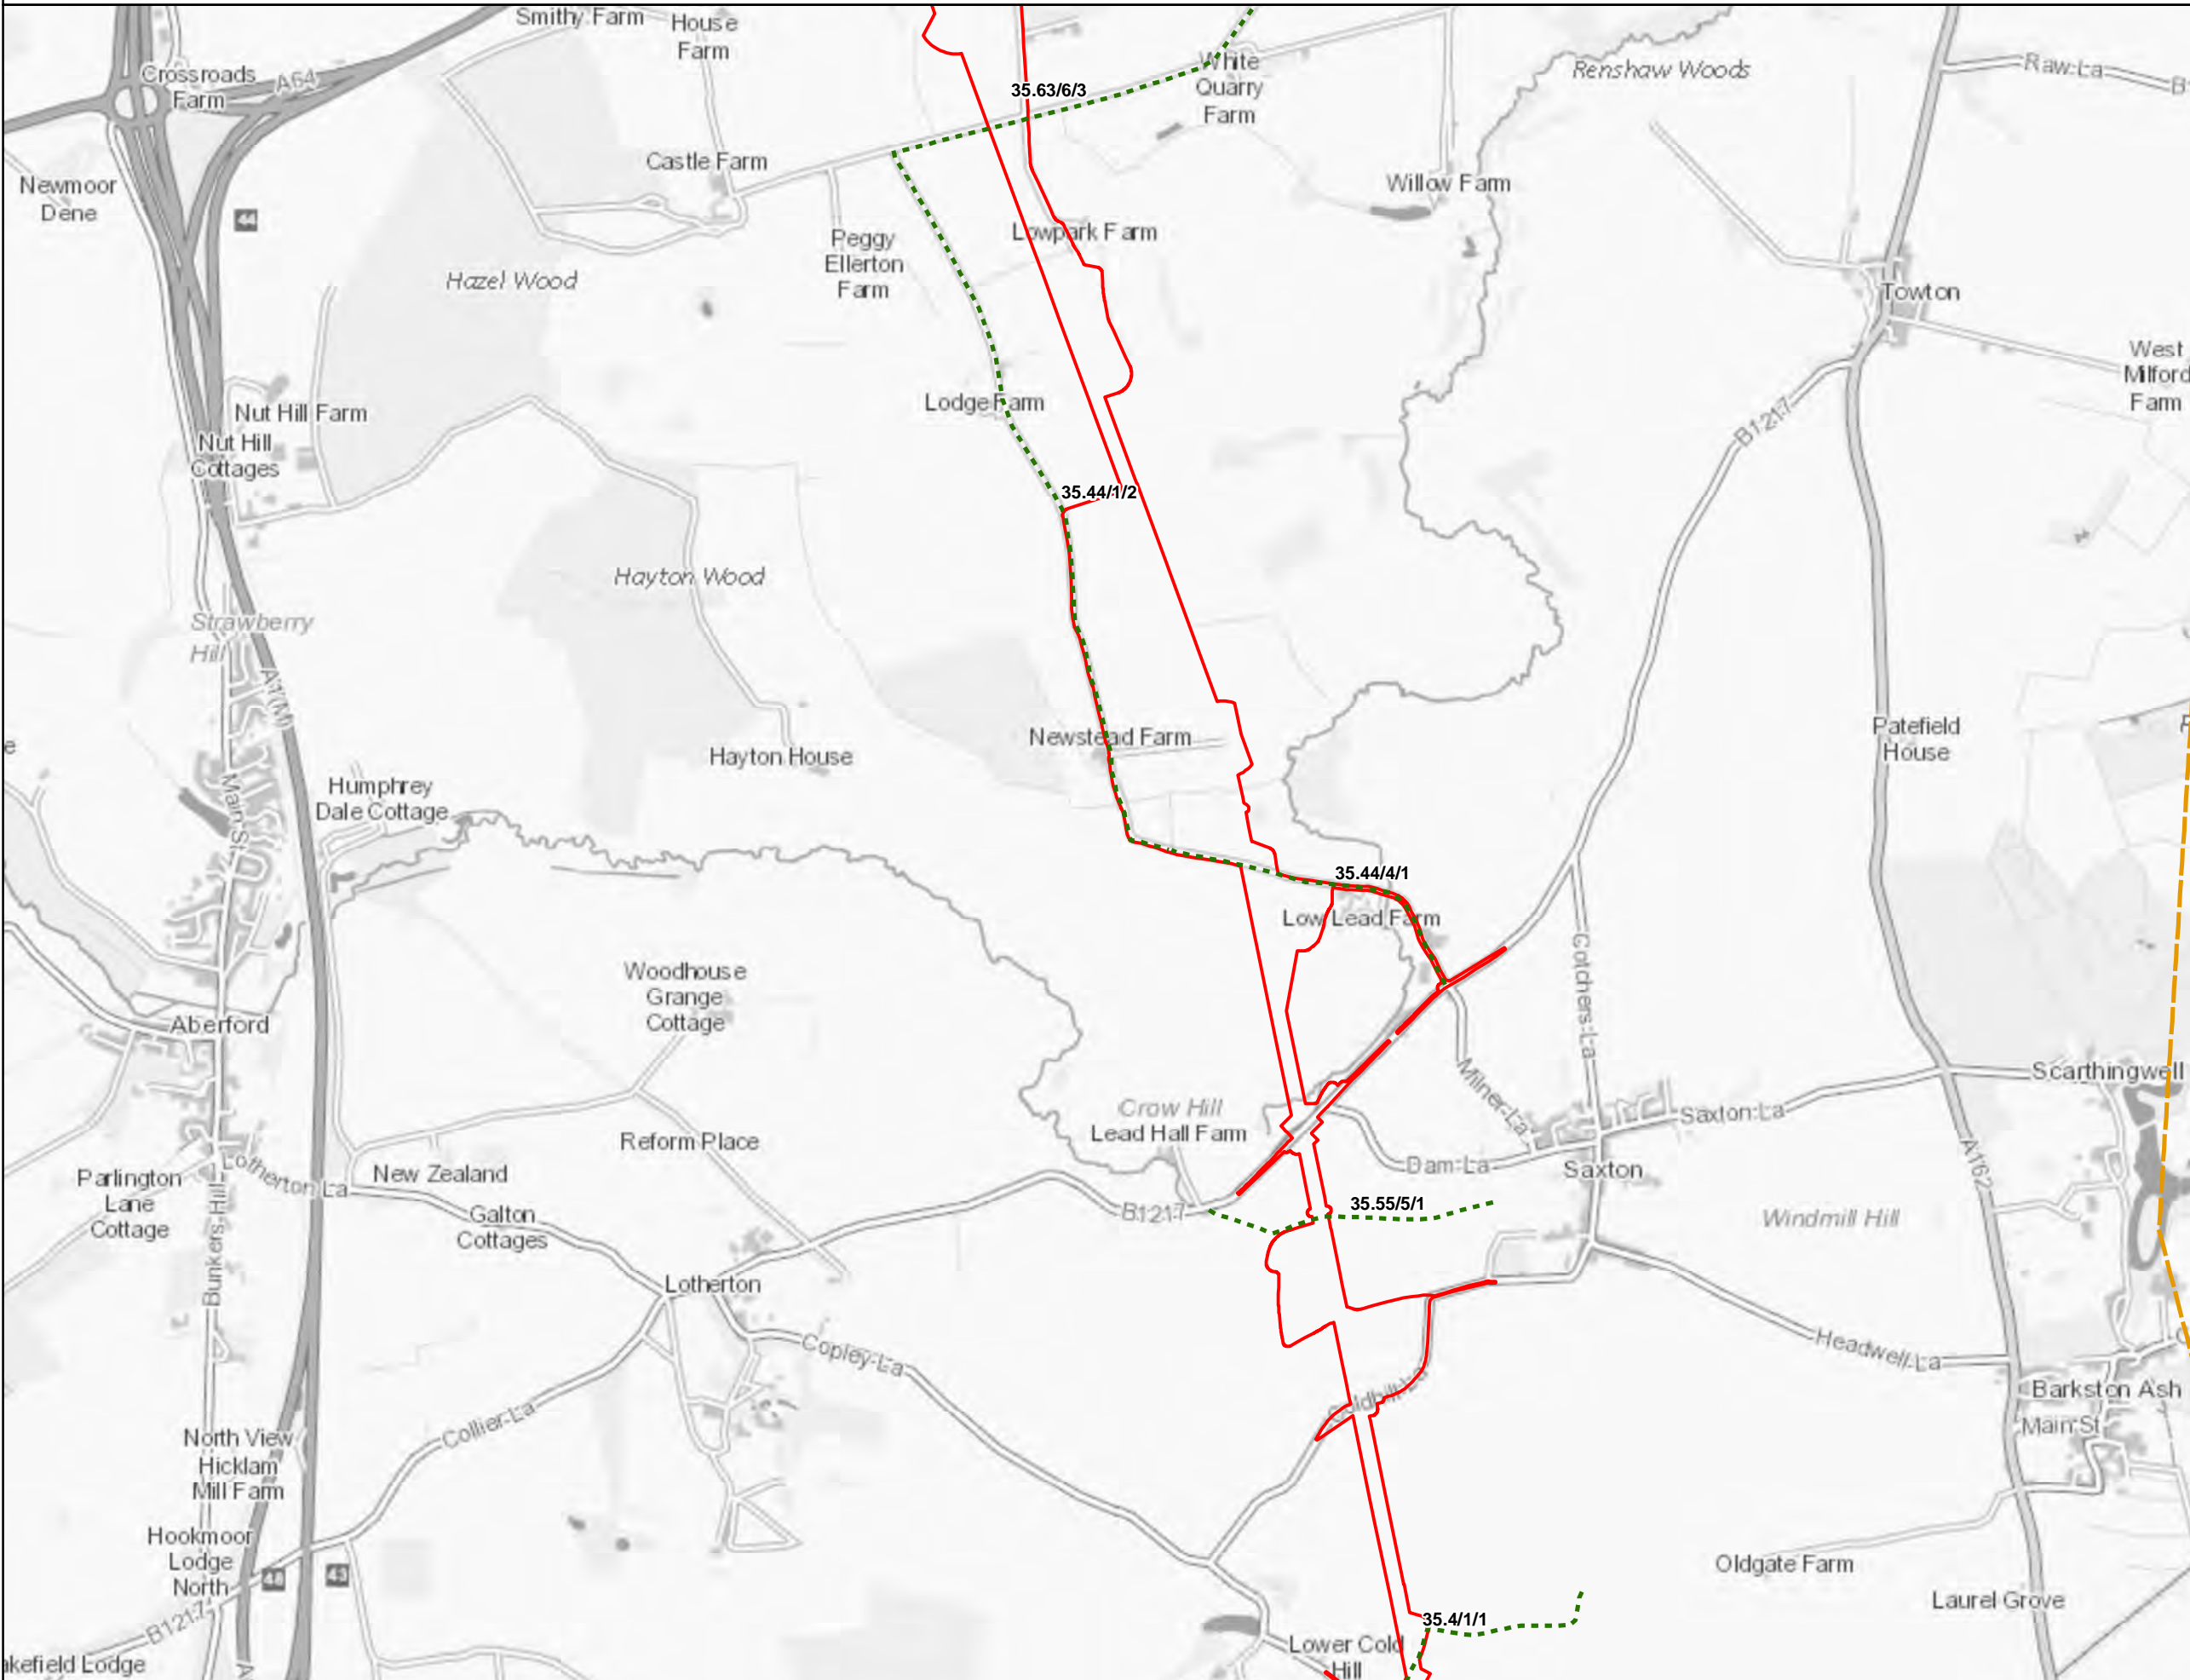 Smithy Farm
House
Farm
Crossroads
Farm
A64
White
Quarry
Farm
Renshaw Woods
Raw La
35.63/6/3
Castle Farm
Newmoor
Dene
Willow Farm
44
Peggy
Ellerton
Farm
Lowpark Farm
Hazel Wood
Towton
West
Milford
Farm
Lodge Farm
Nut Hill Farm
Nut Hill
Cottages
B1217
35.44/1/2
Hayton Wood
Strawberry
Hill
A1(M)
Newstead Farm
Hayton House
Patefield
House
Humphrey
Dale Cottage
Main St
35.44/4/1
Low Lead Farm
Cotchers La
Woodhouse
Grange
Cottage
Aberford
Milner La
Scarthingwell
Crow Hill
Lead Hall Farm
Saxton La
Reform Place
Dam La
Saxton
A162
Lotherton La
New Zealand
Parlington
Lane
Cottage
Bunkers Hill
B1217
35.55/5/1
Windmill Hill
Galton
Cottages
Lotherton
Copley La
Headwell La
Coldhill La
Barkston Ash
Main St
Collier La
North View
Hicklam
Mill Farm
Hookmoor
Lodge
North
44
43
B1217
Oldgate Farm
Laurel Grove
35.4/1/1
Lower Cold
Hill
akefield Lodge